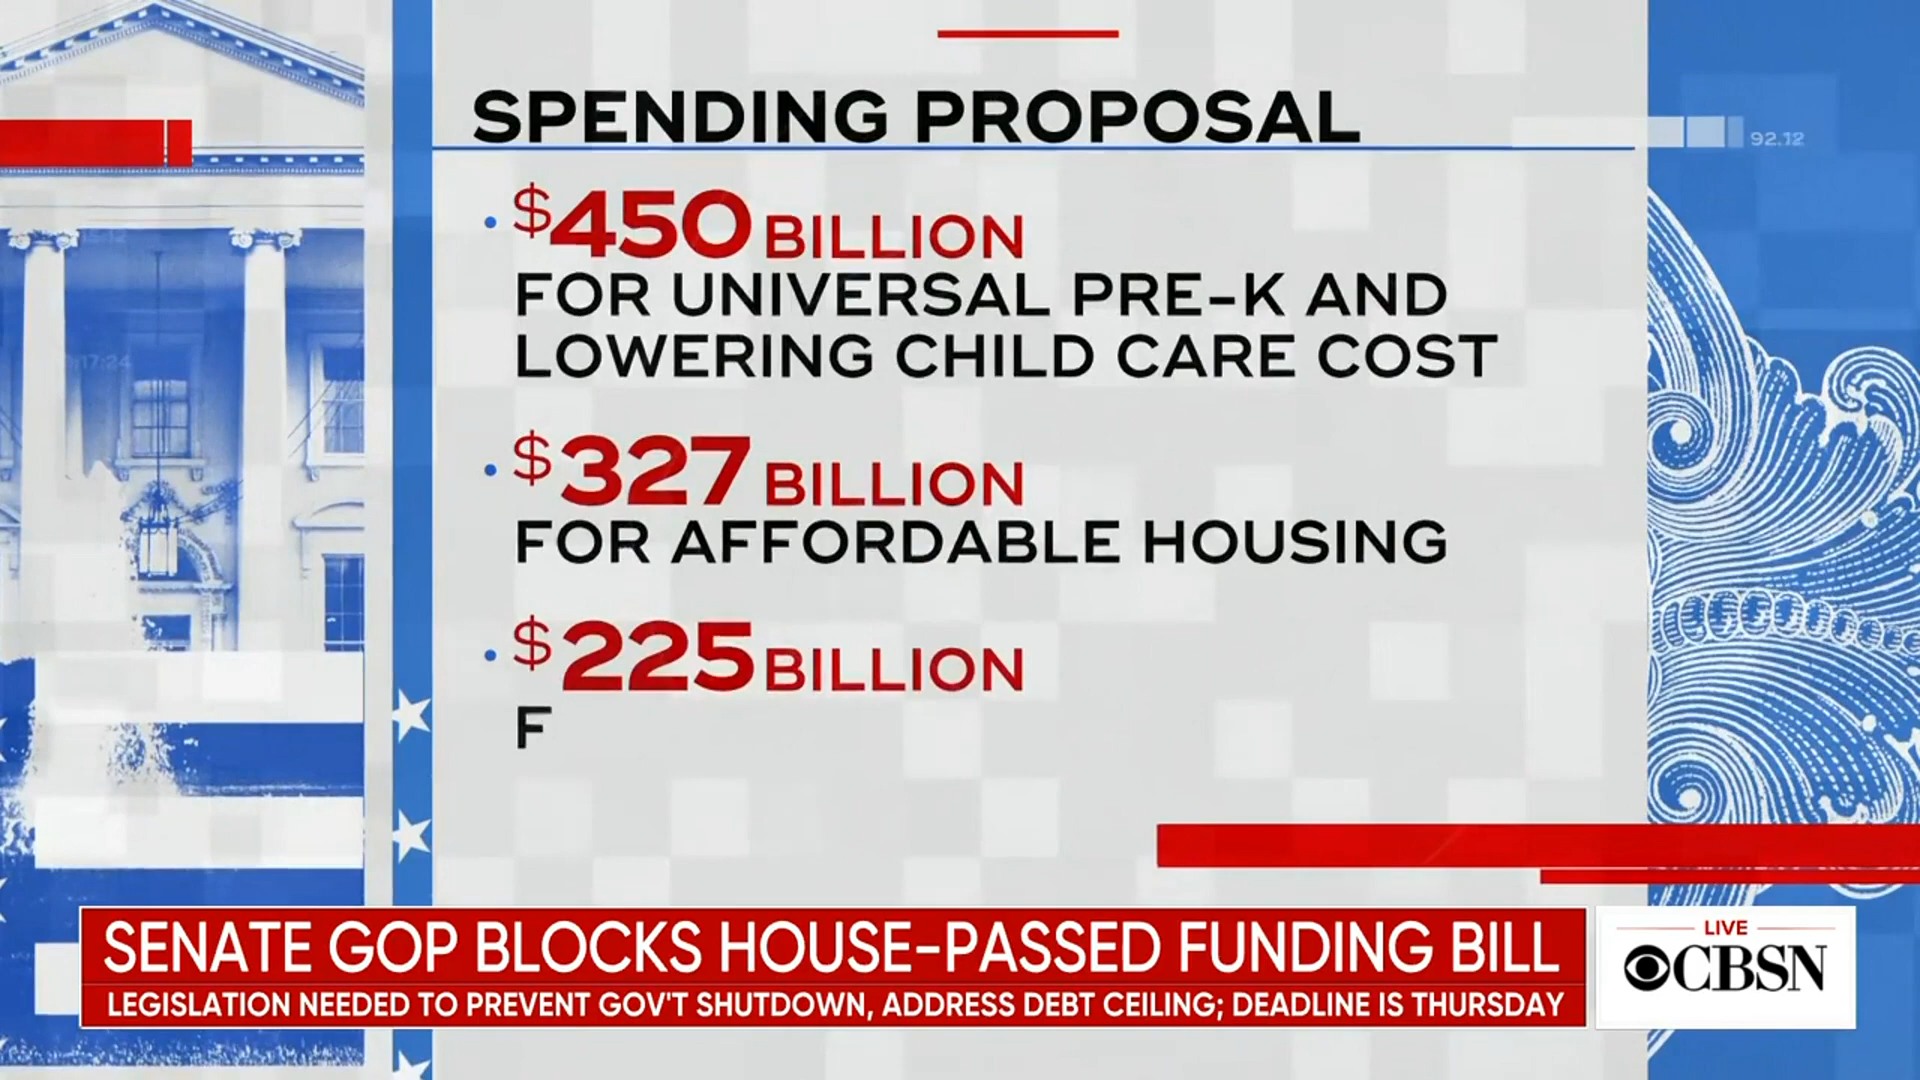 SPENDING PROPOSAL
92.12
• $450 BILLION
FOR UNIVERSAL PRE-K AND
LOWERING CHILD CARE COST
• $327 BILLION
FOR AFFORDABLE HOUSING
• $225 BILLION
F
SENATE GOP BLOCKS HOUSE-PASSED FUNDING BILL
LEGISLATION NEEDED TO PREVENT GOV'T SHUTDOWN, ADDRESS DEBT CEILING; DEADLINE IS THURSDAY
LIVE
CBSN